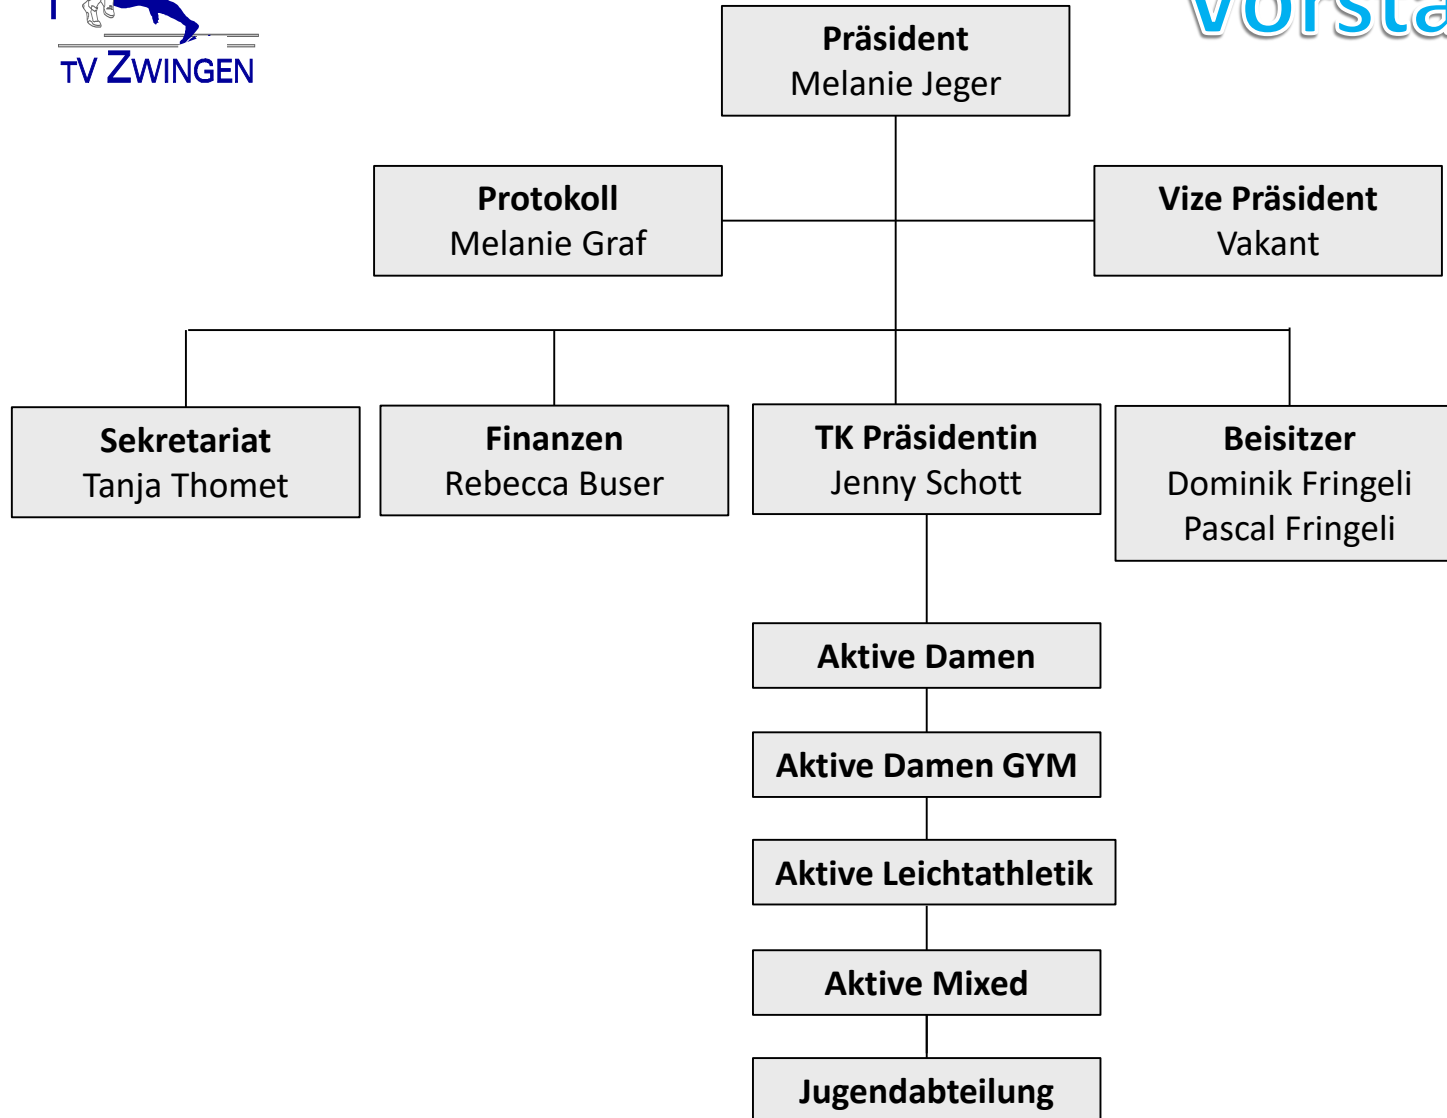 TV ZWINGEN
Präsident
Melanie Jeger
Protokoll
Melanie Graf
Vize Präsident
Vakant
Sekretariat
Tanja Thomet
Finanzen
Rebecca Buser
TK Präsidentin
Jenny Schott
Beisitzer
Dominik Fringeli
Pascal Fringeli
Aktive Damen
Aktive Damen GYM
Aktive Leichtathletik
Aktive Mixed
Jugendabteilung